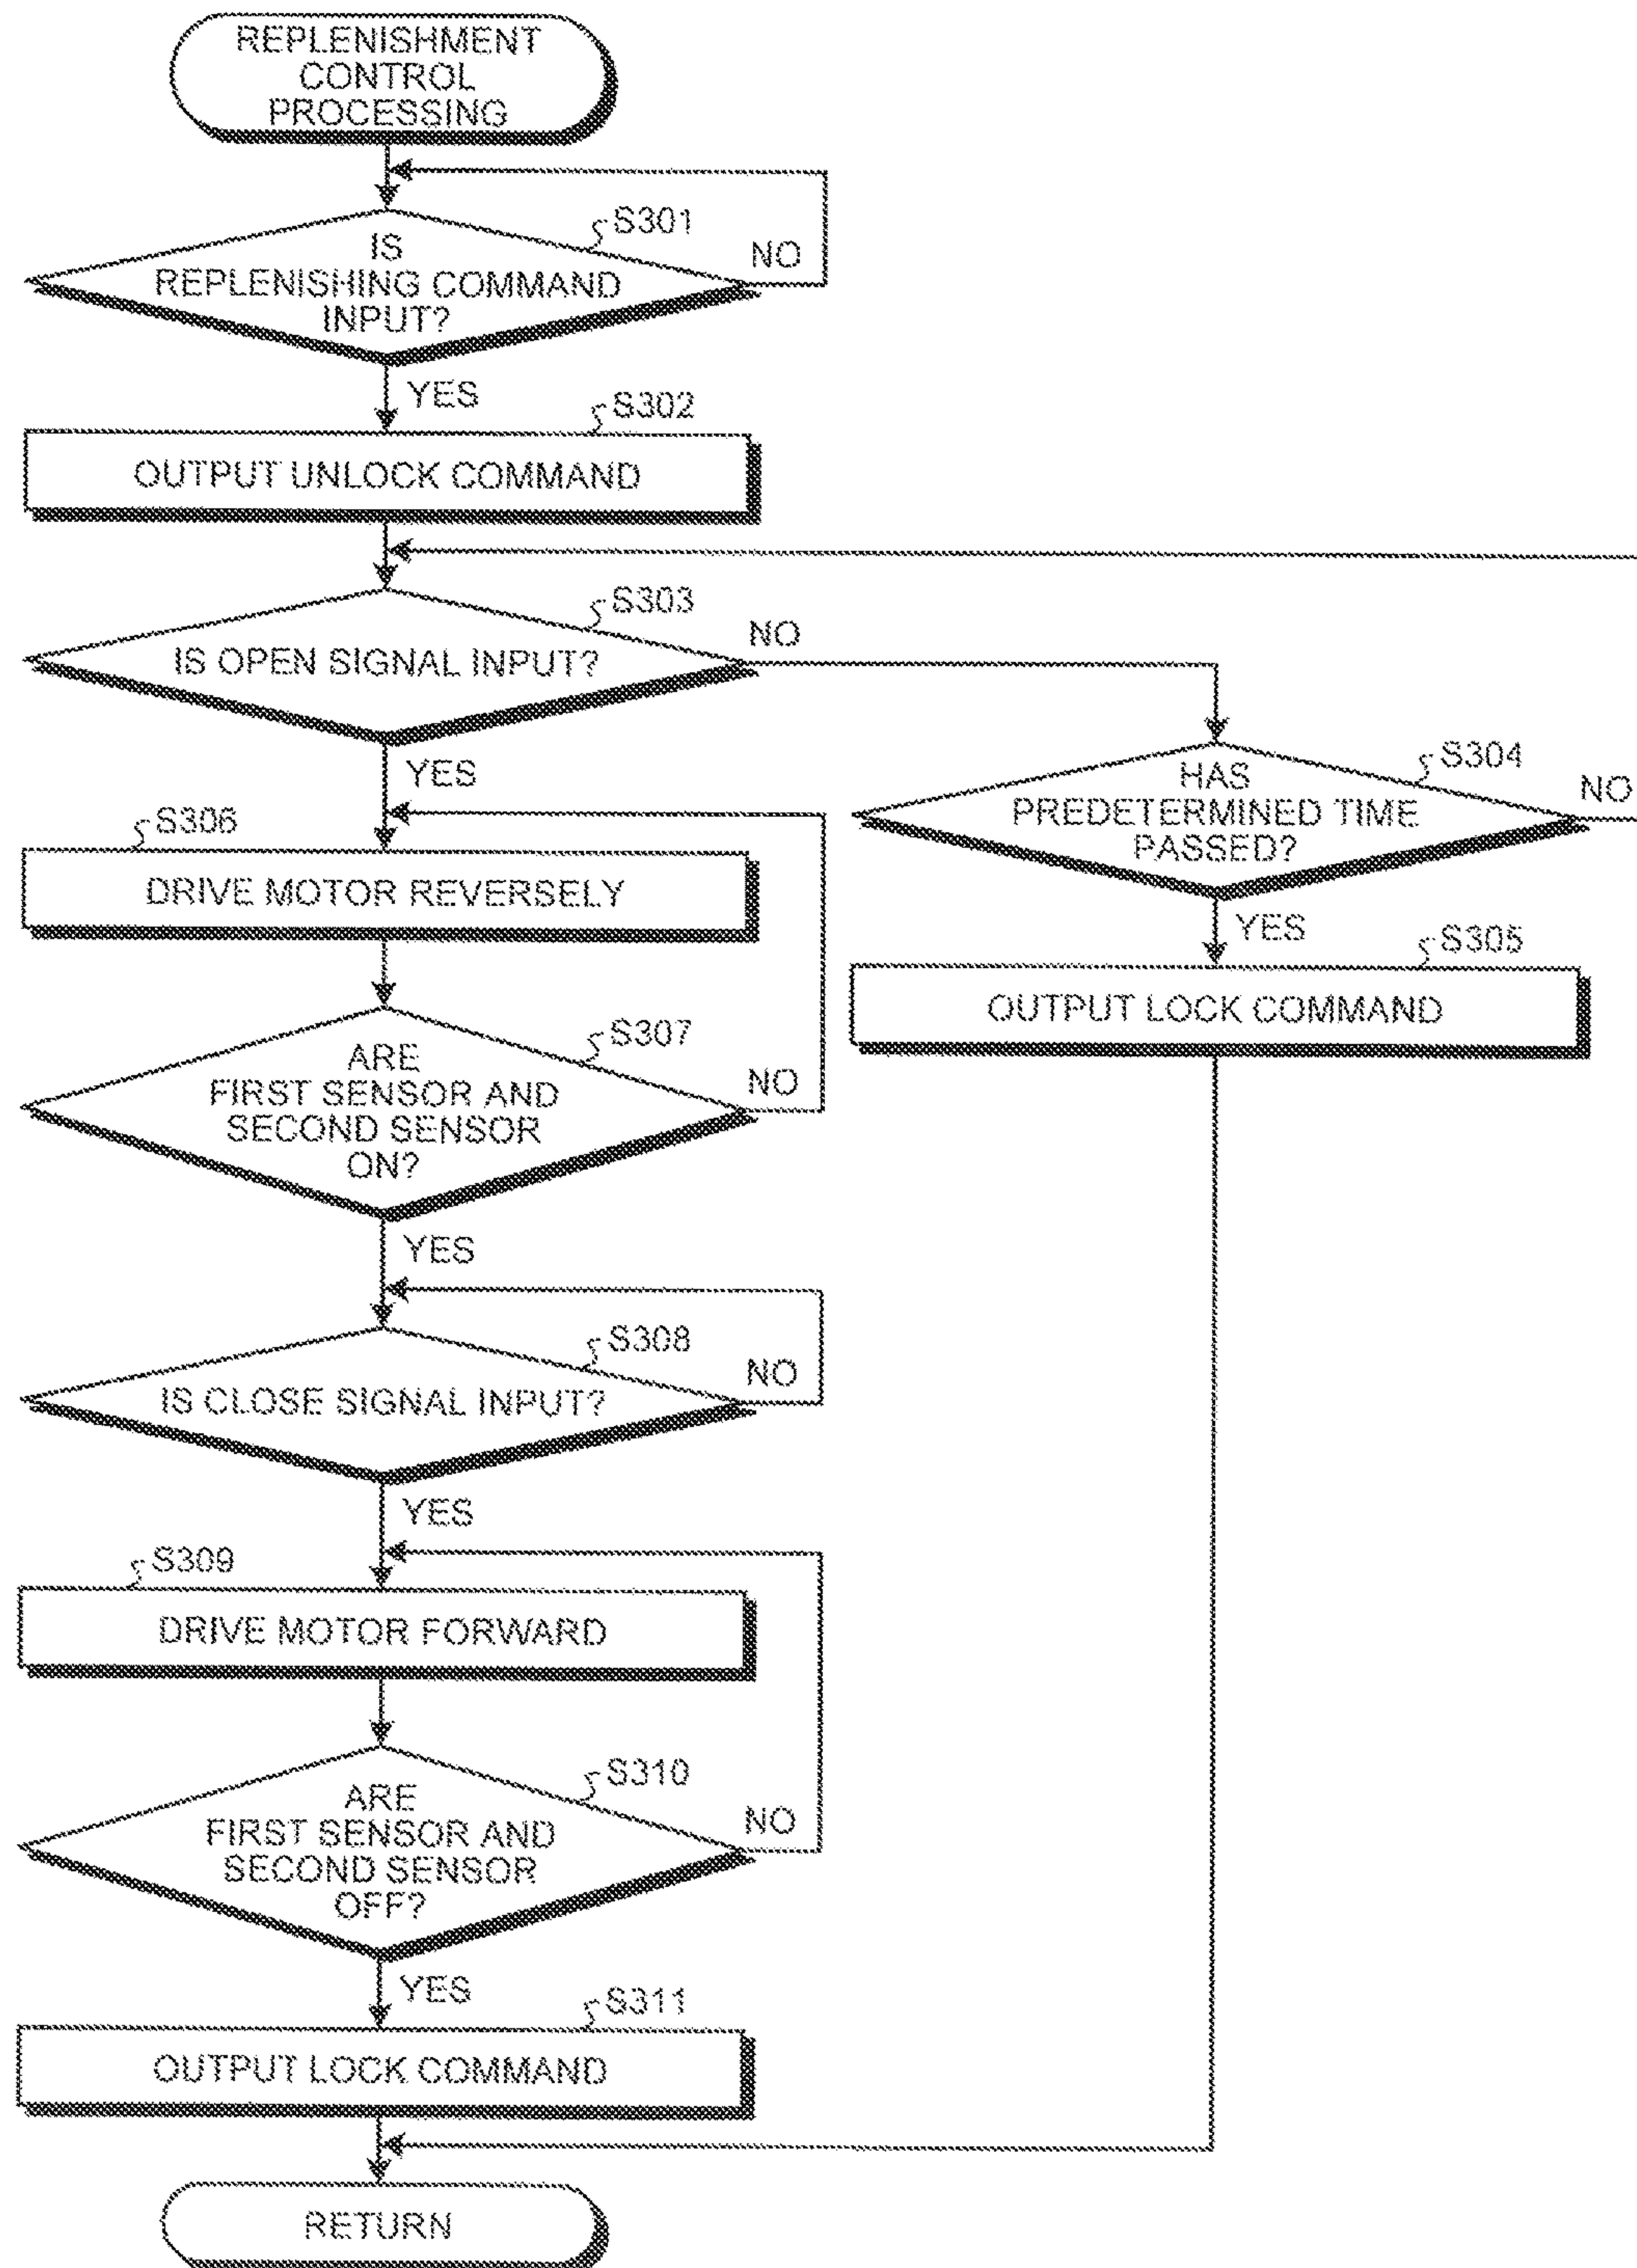 REPLENISHMENT
CONTROL
PROCESSING
S301
IS
REPLENISHING COMMAND
INPUT?
NO
YES
S302
OUTPUT UNLOCK COMMAND
S303
IS OPEN SIGNAL INPUT?
NO
YES
S304
HAS
PREDETERMINED TIME
PASSED?
NO
YES
S305
OUTPUT LOCK COMMAND
S306
DRIVE MOTOR REVERSELY
S307
ARE
FIRST SENSOR AND
SECOND SENSOR
ON?
NO
YES
S308
IS CLOSE SIGNAL INPUT?
NO
YES
S309
DRIVE MOTOR FORWARD
S310
ARE
FIRST SENSOR AND
SECOND SENSOR
OFF?
NO
YES
S311
OUTPUT LOCK COMMAND
RETURN